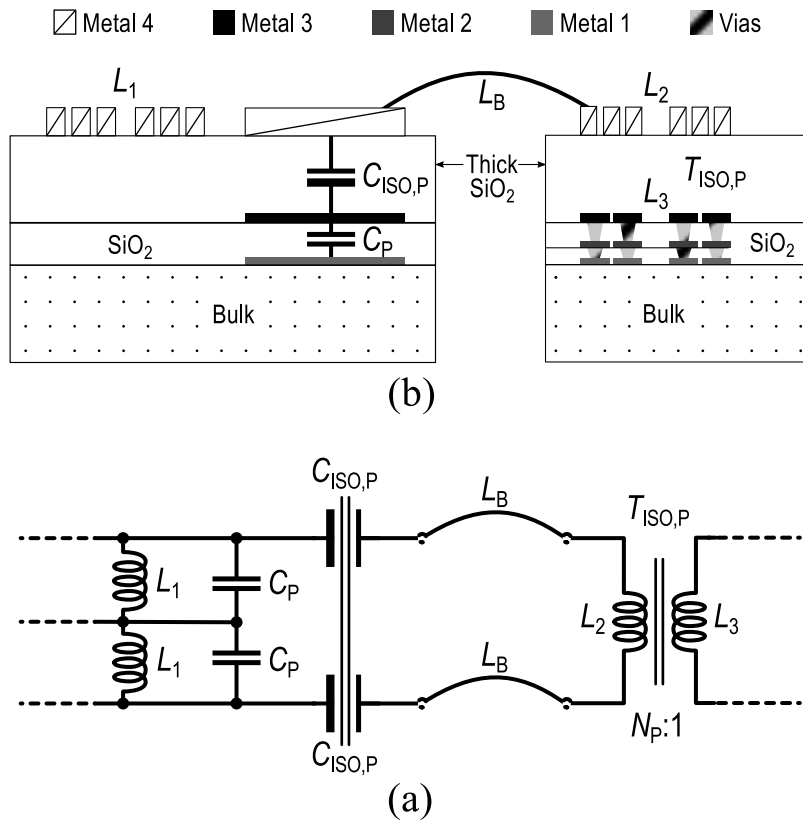 Metal 4 Metal 3 Metal 2 Metal 1 Vias
L1 LB L2
CISO,P Thick SiO2 TISO,P
L3
SiO2 CP SiO2
Bulk Bulk
(b)
CISO,P LB TISO,P
L1 CP L2 L3
L1 CP LB
NP:1
CISO,P
(a)